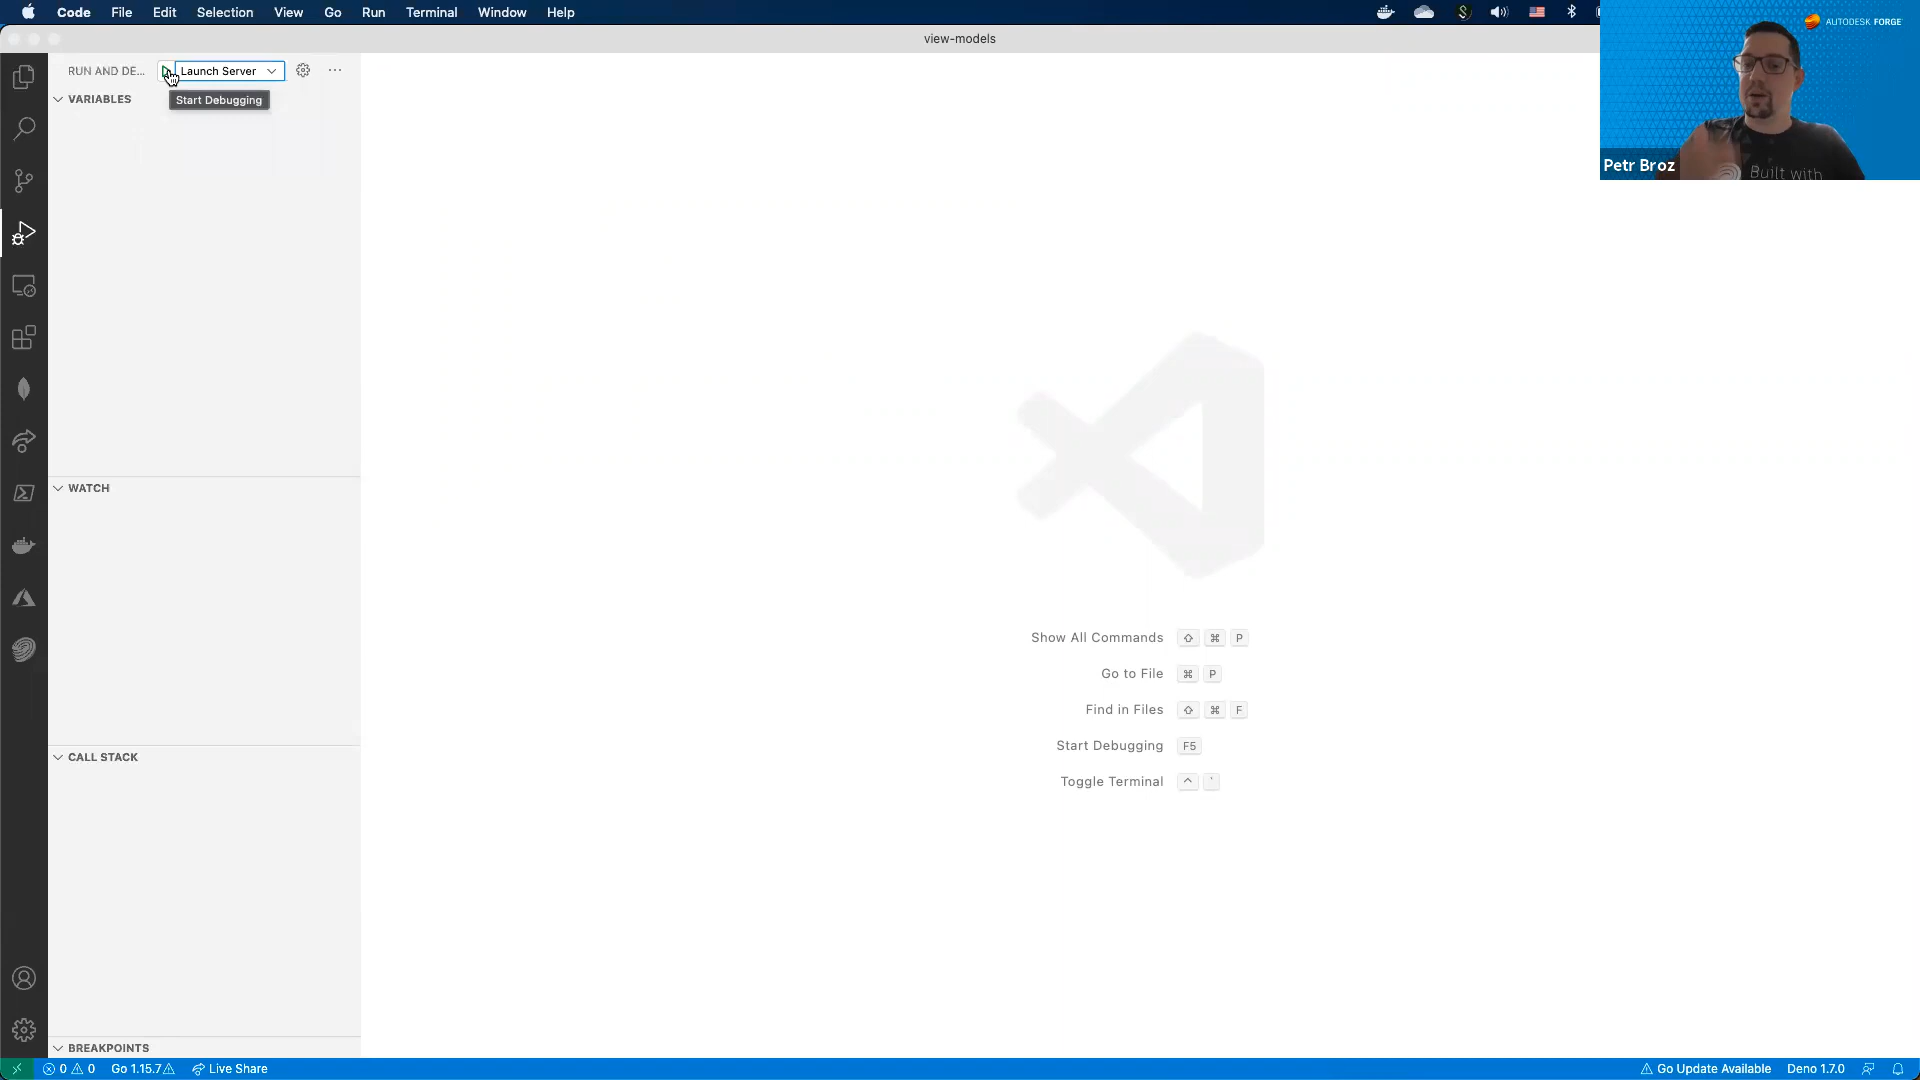 Code File Edit Selection View Go Run Terminal Window Help
view-models
AUTODESK FORGE
Petr Broz
Built with
RUN AND DE... Launch Server
Start Debugging
VARIABLES
WATCH
CALL STACK
BREAKPOINTS
Show All Commands ⇧ ⌘ P
Go to File ⌘ P
Find in Files ⇧ ⌘ F
Start Debugging F5
Toggle Terminal ^ `
0 0 Go 1.15.7 Live Share
Go Update Available Deno 1.7.0